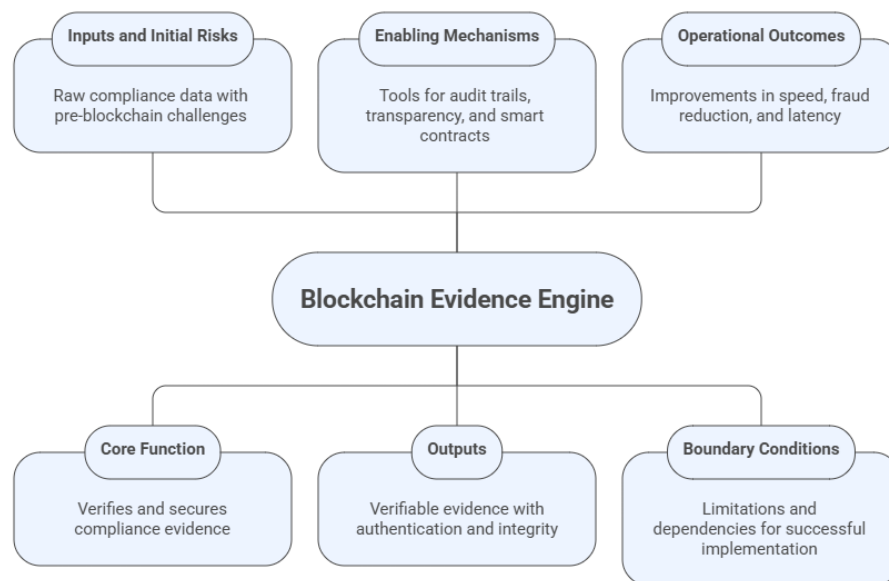 Inputs and Initial Risks
Raw compliance data with
pre-blockchain challenges
Enabling Mechanisms
Tools for audit trails,
transparency, and smart
contracts
Operational Outcomes
Improvements in speed, fraud
reduction, and latency
Blockchain Evidence Engine
Core Function
Verifies and secures
compliance evidence
Outputs
Verifiable evidence with
authentication and integrity
Boundary Conditions
Limitations and
dependencies for successful
implementation